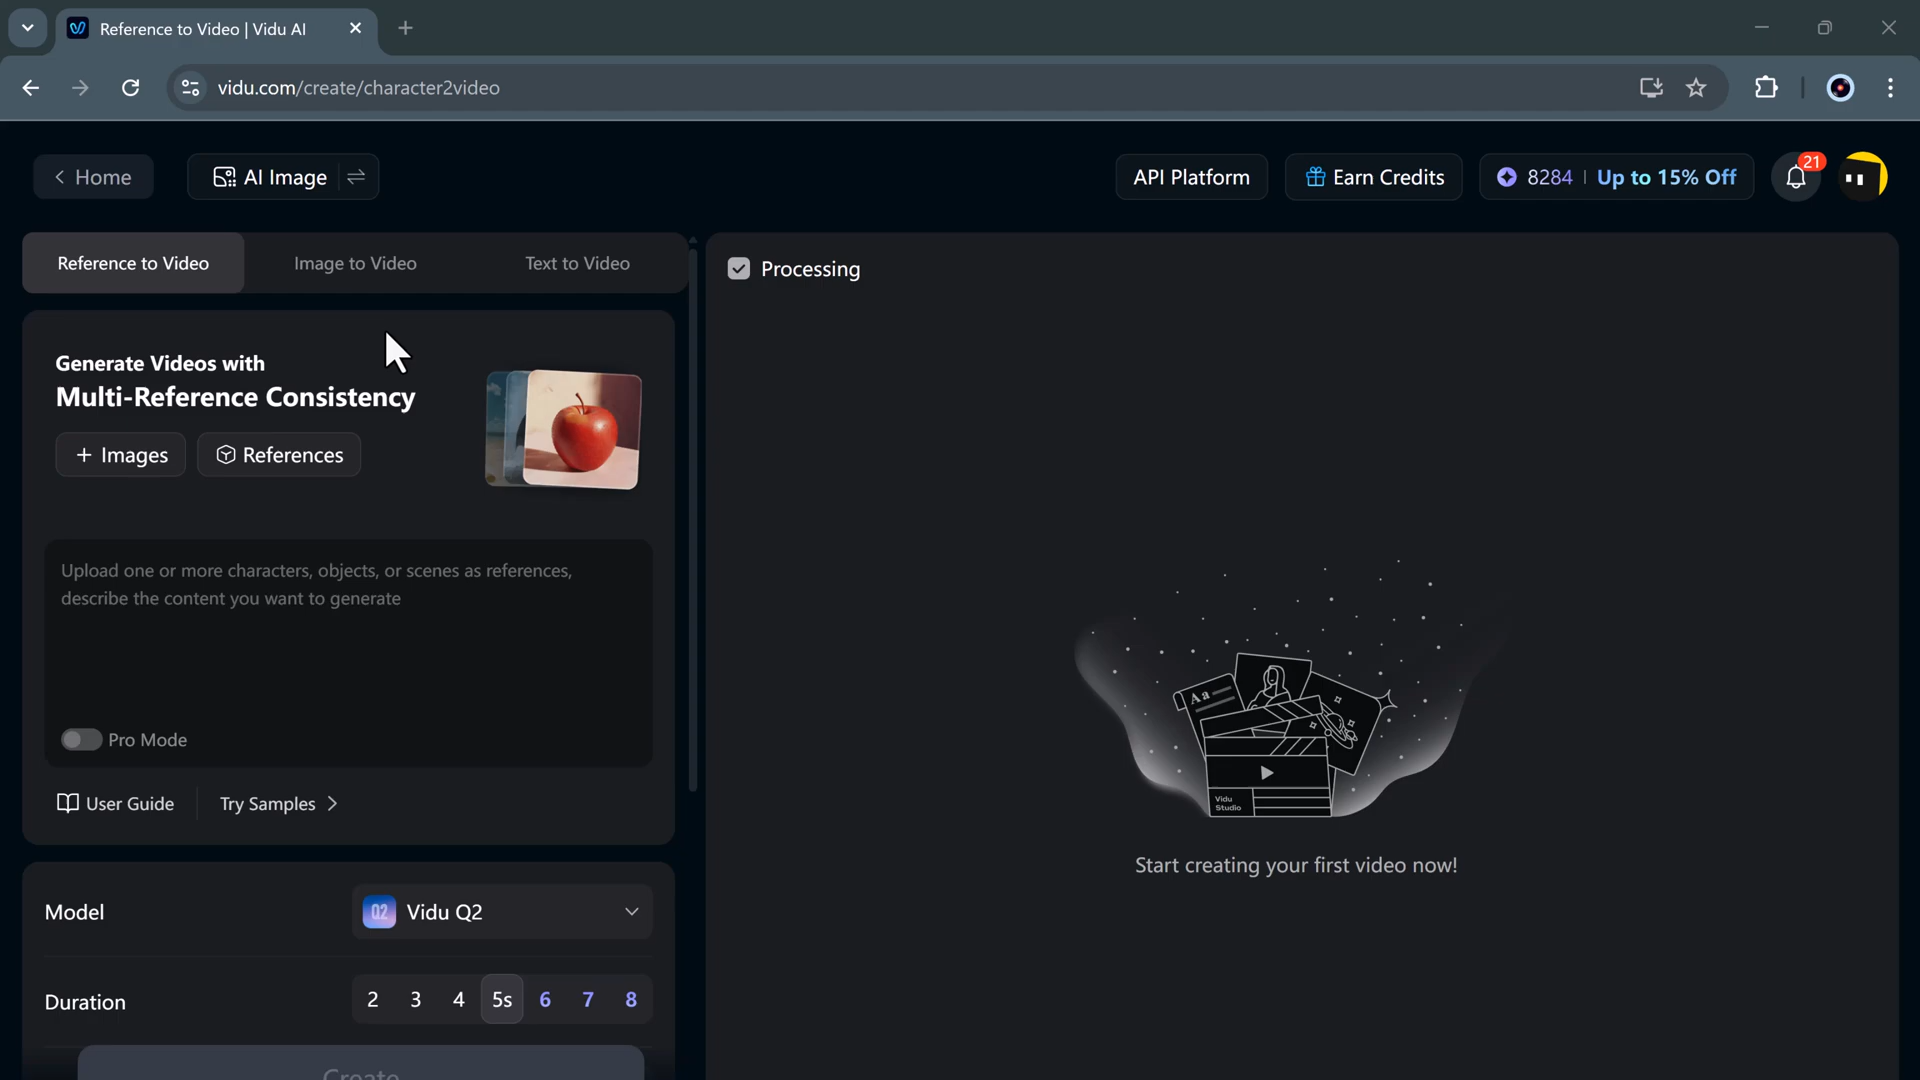 Reference to Video | Vidu AI
vidu.com/create/character2video
Home
AI Image
API Platform
Earn Credits
8284
Up to 15% Off
21
Reference to Video
Image to Video
Text to Video
Processing
Generate Videos with
Multi-Reference Consistency
+ Images
References
Upload one or more characters, objects, or scenes as references,
describe the content you want to generate
Pro Mode
User Guide
Try Samples
Aa
Vidu
Studio
Start creating your first video now!
Model
Q2
Vidu Q2
Duration
2 3 4 5s 6 7 8
Create